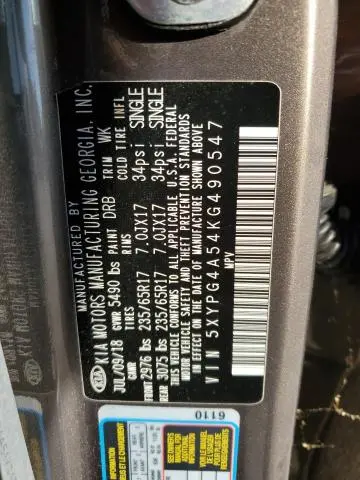 MANUFACTURED BY
KIA KIA MOTORS MANUFACTURING GEORGIA, INC.
JUL/09/18 GVWR 5490 lbs PAINT DRB TRIM WK
TIRES RIMS COLD TIRE INFL
FRONT 2976 lbs 235/65R17 7.0JX17 34psi SINGLE
REAR 3075 lbs 235/65R17 7.0JX17 34psi SINGLE
THIS VEHICLE CONFORMS TO ALL APPLICABLE U.S.A. FEDERAL
MOTOR VEHICLE SAFETY AND THEFT PREVENTION STANDARDS
IN EFFECT ON THE DATE OF MANUFACTURE SHOWN ABOVE
VIN 5XYPG4A54KG490547
MPV
6110